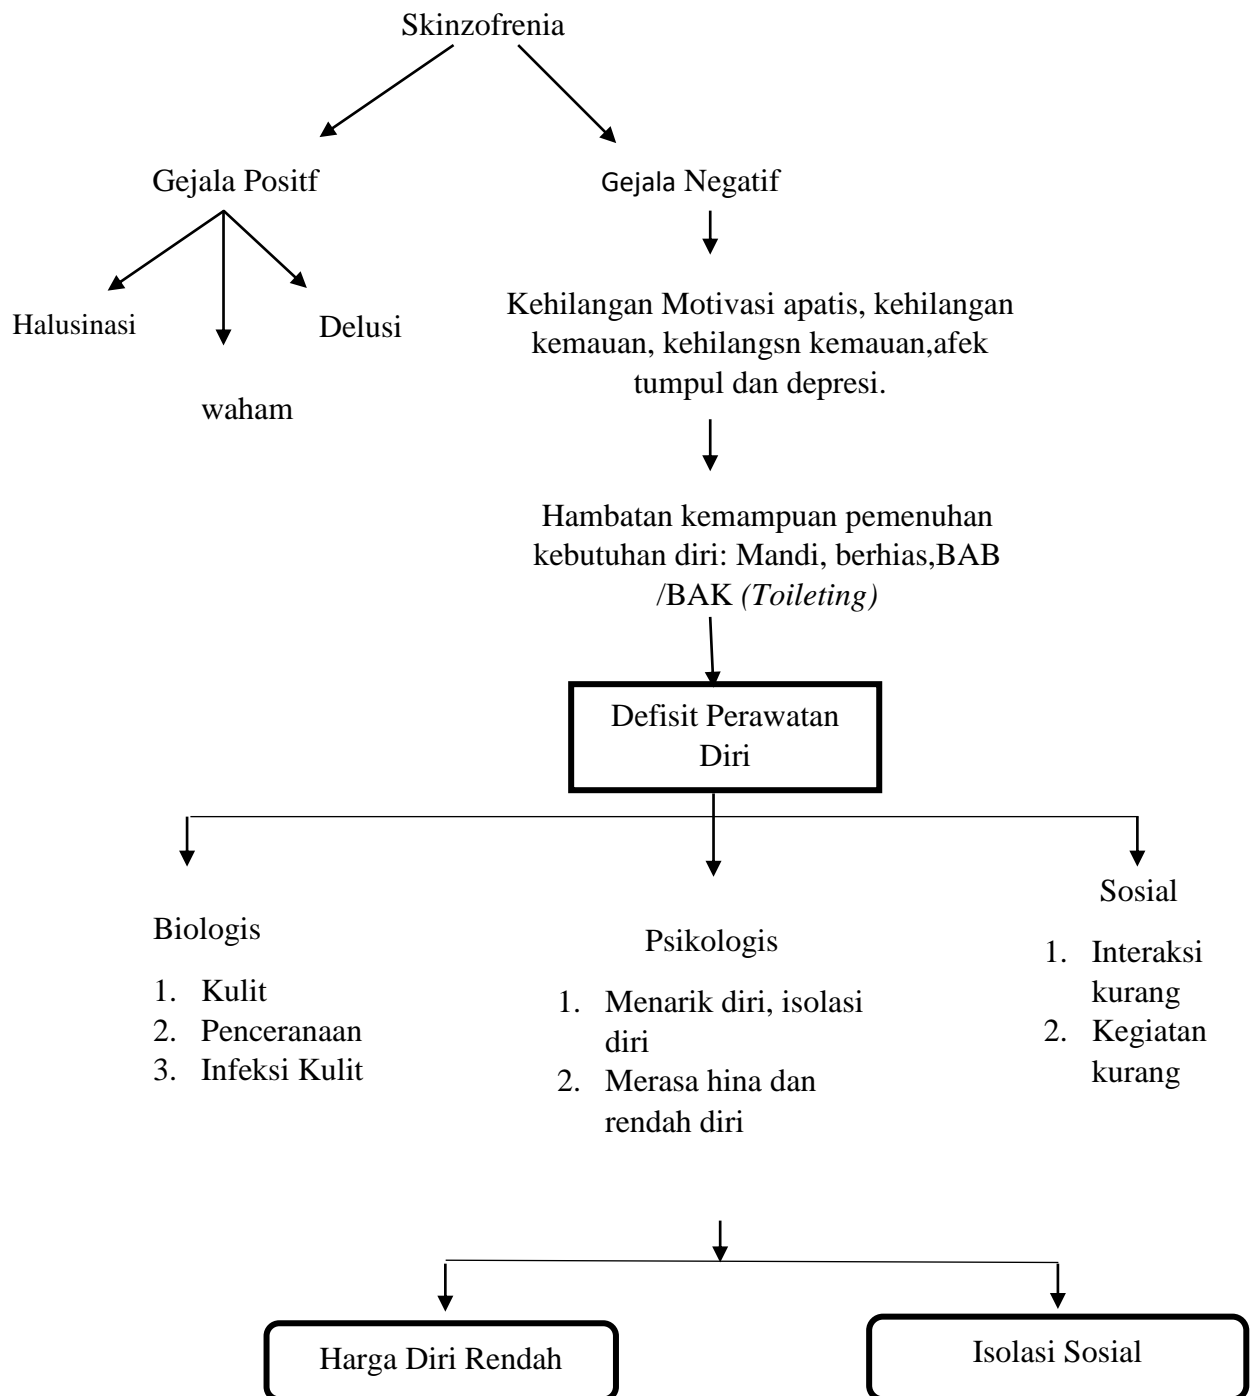 Skinzofrenia
Gejala Positf
Gejala Negatif
Halusinasi
Delusi
waham
Kehilangan Motivasi apatis, kehilangan
kemauan, kehilangsn kemauan,afek
tumpul dan depresi.
Hambatan kemampuan pemenuhan
kebutuhan diri: Mandi, berhias,BAB
/BAK (Toileting)
Defisit Perawatan
Diri
Biologis
1. Kulit
2. Penceranaan
3. Infeksi Kulit
Psikologis
1. Menarik diri, isolasi
diri
2. Merasa hina dan
rendah diri
Sosial
1. Interaksi
kurang
2. Kegiatan
kurang
Harga Diri Rendah
Isolasi Sosial